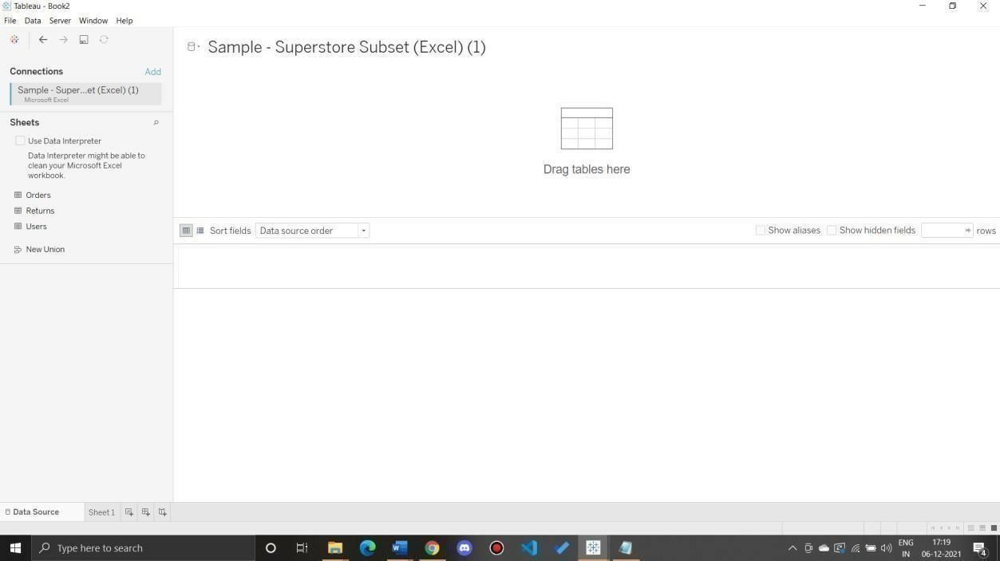 Tableau - Book2
File Data Server Window Help
Connections Add
Sample - Super...et (Excel) (1)
Microsoft Excel
Sheets
Use Data Interpreter
Data Interpreter might be able to
clean your Microsoft Excel
workbook.
Orders
Returns
Users
New Union
Sample - Superstore Subset (Excel) (1)
Drag tables here
Sort fields Data source order Show aliases Show hidden fields rows
Data Source Sheet 1
Type here to search
ENG
IN
17:19
06-12-2021
4